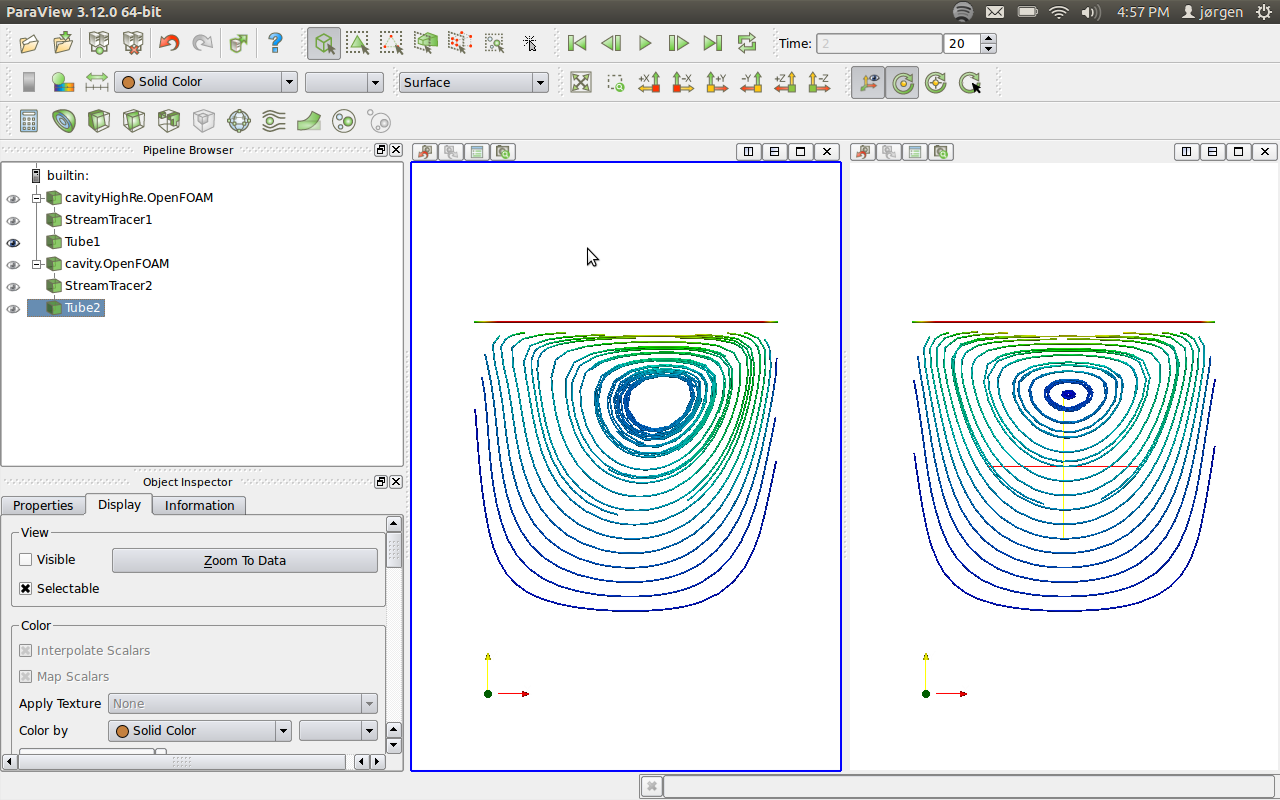 ParaView 3.12.0 64-bit
4:57 PM
jørgen
Time: 2
20
Solid Color
Surface
+X
-X
+Y
-Y
+Z
-Z
Pipeline Browser
builtin:
cavityHighRe.OpenFOAM
StreamTracer1
Tube1
cavity.OpenFOAM
StreamTracer2
Tube2
Object Inspector
Properties
Display
Information
View
Visible
Zoom To Data
Selectable
Color
Interpolate Scalars
Map Scalars
Apply Texture
None
Color by
Solid Color